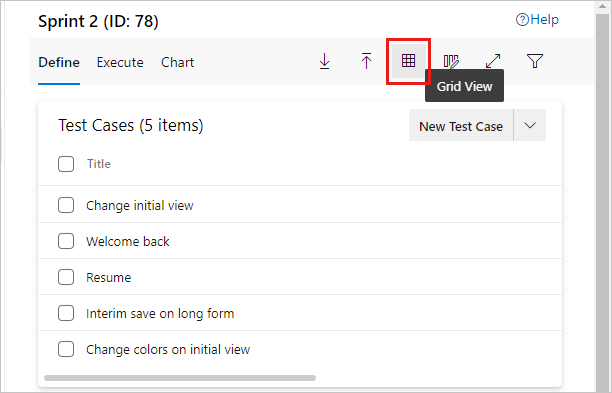 Sprint 2 (ID: 78)
Help
Define Execute Chart
Grid View
Test Cases (5 items)
New Test Case
Title
Change initial view
Welcome back
Resume
Interim save on long form
Change colors on initial view